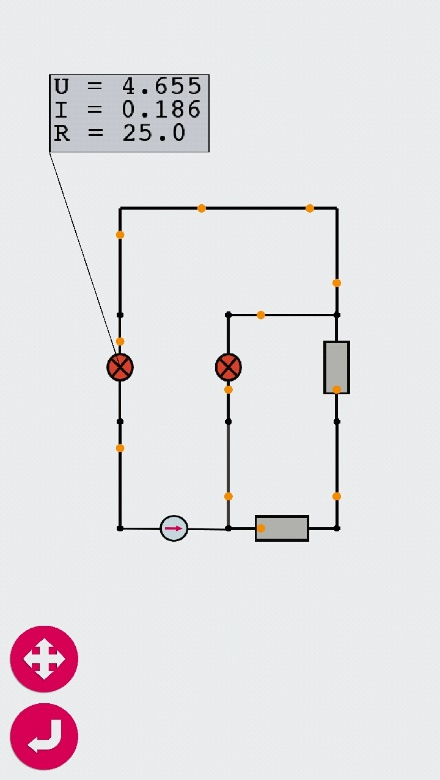 U = 4.655
I = 0.186
R = 25.0